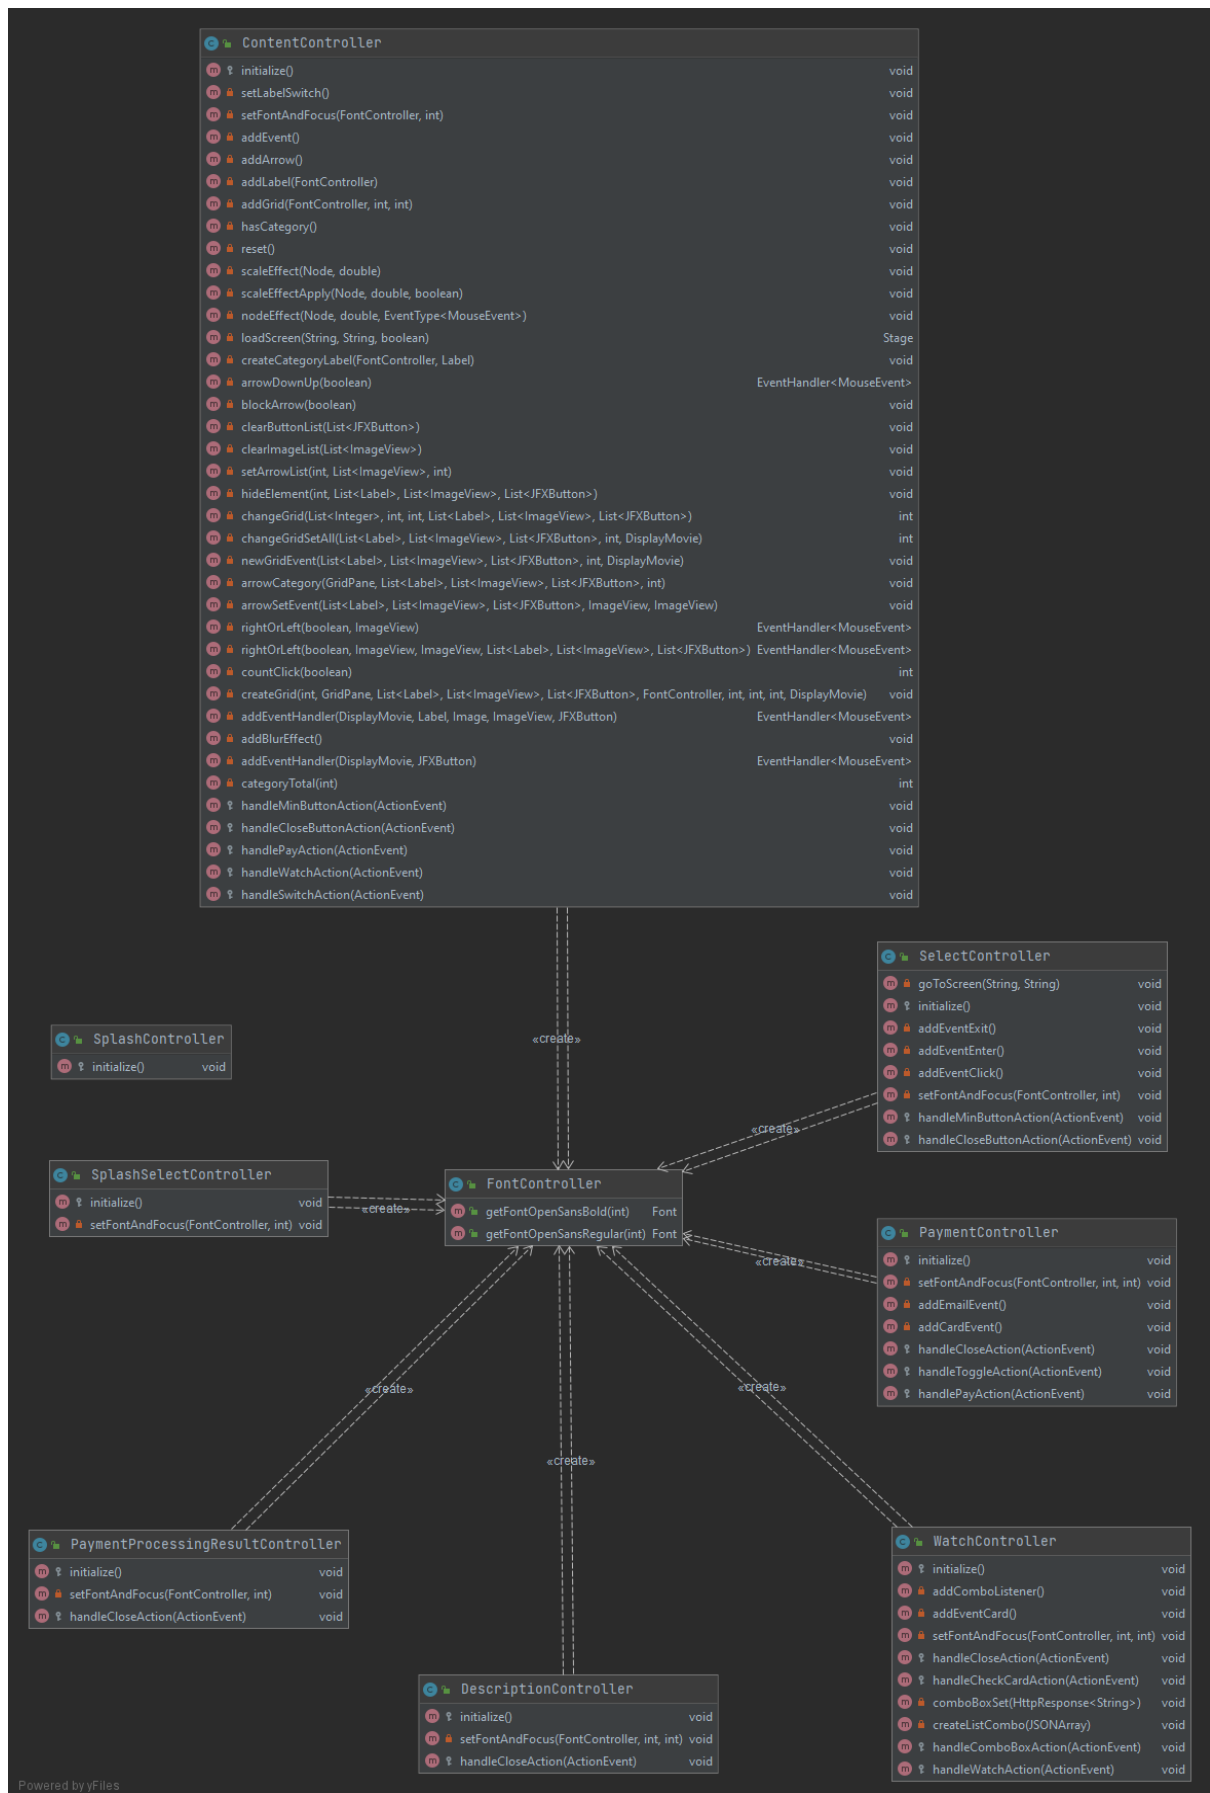 ContentController
initialize() void
setLabelSwitch() void
setFontAndFocus(FontController, int) void
addEvent() void
addArrow() void
addLabel(FontController) void
addGrid(FontController, int, int) void
hasCategory() void
reset() void
scaleEffect(Node, double) void
scaleEffectApply(Node, double, boolean) void
nodeEffect(Node, double, EventType<MouseEvent>) void
loadScreen(String, String, boolean) Stage
createCategoryLabel(FontController, Label) void
arrowDownUp(boolean) EventHandler<MouseEvent>
blockArrow(boolean) void
clearButtonList(List<JFXButton>) void
clearImageList(List<ImageView>) void
setArrowList(int, List<ImageView>, int) void
hideElement(int, List<Label>, List<ImageView>, List<JFXButton>) void
changeGrid(List<Integer>, int, int, List<Label>, List<ImageView>, List<JFXButton>) int
changeGridSetAll(List<Label>, List<ImageView>, List<JFXButton>, int, DisplayMovie) int
newGridEvent(List<Label>, List<ImageView>, List<JFXButton>, int, DisplayMovie) void
arrowCategory(GridPane, List<Label>, List<ImageView>, List<JFXButton>, int) void
arrowSetEvent(List<Label>, List<ImageView>, List<JFXButton>, ImageView, ImageView) void
rightOrLeft(boolean, ImageView) EventHandler<MouseEvent>
rightOrLeft(boolean, ImageView, ImageView, List<Label>, List<ImageView>, List<JFXButton>) EventHandler<MouseEvent>
countClick(boolean) int
createGrid(int, GridPane, List<Label>, List<ImageView>, List<JFXButton>, FontController, int, int, int, DisplayMovie) void
addEventHandler(DisplayMovie, Label, Image, ImageView, JFXButton) EventHandler<MouseEvent>
addBlurEffect() void
addEventHandler(DisplayMovie, JFXButton) EventHandler<MouseEvent>
categoryTotal(int) int
handleMinButtonAction(ActionEvent) void
handleCloseButtonAction(ActionEvent) void
handlePayAction(ActionEvent) void
handleWatchAction(ActionEvent) void
handleSwitchAction(ActionEvent) void
SelectController
goToScreen(String, String) void
initialize() void
addEventExit() void
addEventEnter() void
addEventClick() void
setFontAndFocus(FontController, int) void
handleMinButtonAction(ActionEvent) void
handleCloseButtonAction(ActionEvent) void
SplashController
initialize() void
«create»
«create»
SplashSelectController
initialize() void
setFontAndFocus(FontController, int) void
«create»
FontController
getFontOpenSansBold(int) Font
getFontOpenSansRegular(int) Font
«create»
PaymentController
initialize() void
setFontAndFocus(FontController, int, int) void
addEmailEvent() void
addCardEvent() void
handleCloseAction(ActionEvent) void
handleToggleAction(ActionEvent) void
handlePayAction(ActionEvent) void
«create»
«create»
«create»
PaymentProcessingResultController
initialize() void
setFontAndFocus(FontController, int) void
handleCloseAction(ActionEvent) void
WatchController
initialize() void
addComboListener() void
addEventCard() void
setFontAndFocus(FontController, int, int) void
handleCloseAction(ActionEvent) void
handleCheckCardAction(ActionEvent) void
comboBoxSet(HttpResponse<String>) void
createListCombo(JSONArray) void
handleComboBoxAction(ActionEvent) void
handleWatchAction(ActionEvent) void
DescriptionController
initialize() void
setFontAndFocus(FontController, int, int) void
handleCloseAction(ActionEvent) void
Powered by yFiles